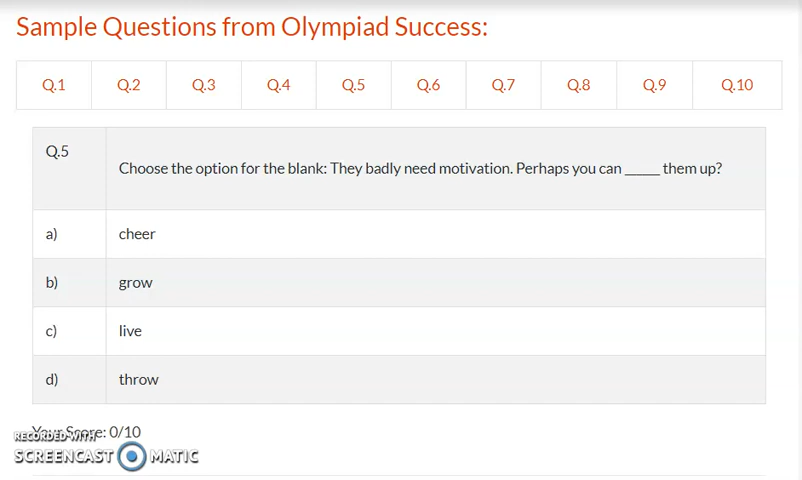 Sample Questions from Olympiad Success:
Q.1 Q.2 Q.3 Q.4 Q.5 Q.6 Q.7 Q.8 Q.9 Q.10
Q.5 Choose the option for the blank: They badly need motivation. Perhaps you can _____ them up?
a) cheer
b) grow
c) live
d) throw
Your Score: 0/10
RECORDED WITH
SCREENCAST MATIC